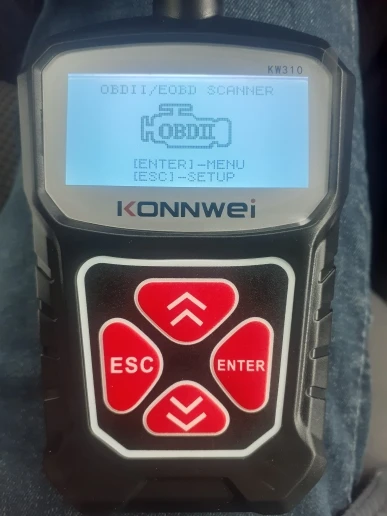 KW310
OBDII/EOBD SCANNER
OBDII
[ENTER]-MENU
[ESC]-SETUP
KONNWEI
ESC
ENTER